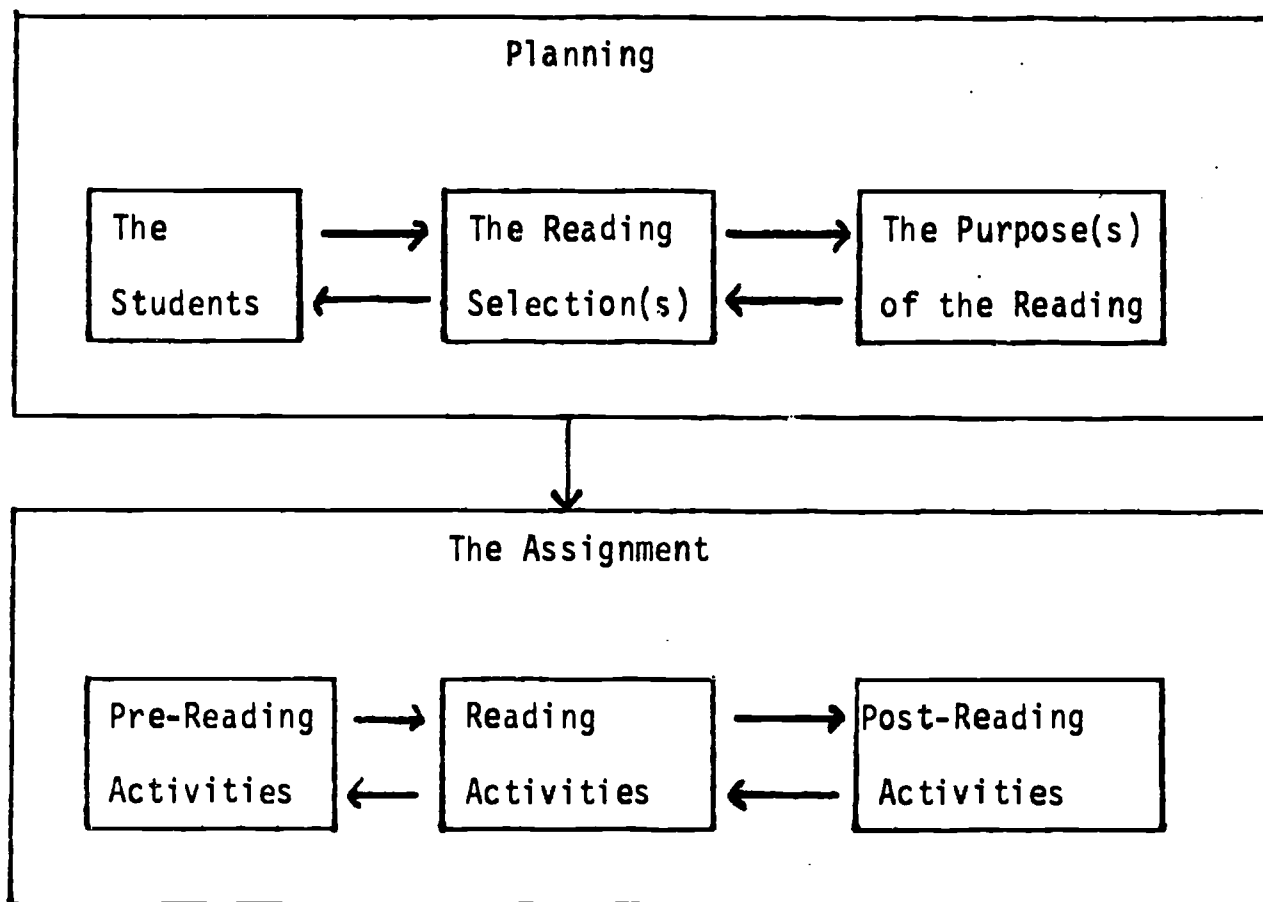 Planning
The
Students
The Reading
Selection(s)
The Purpose(s)
of the Reading
The Assignment
Pre-Reading
Activities
Reading
Activities
Post-Reading
Activities